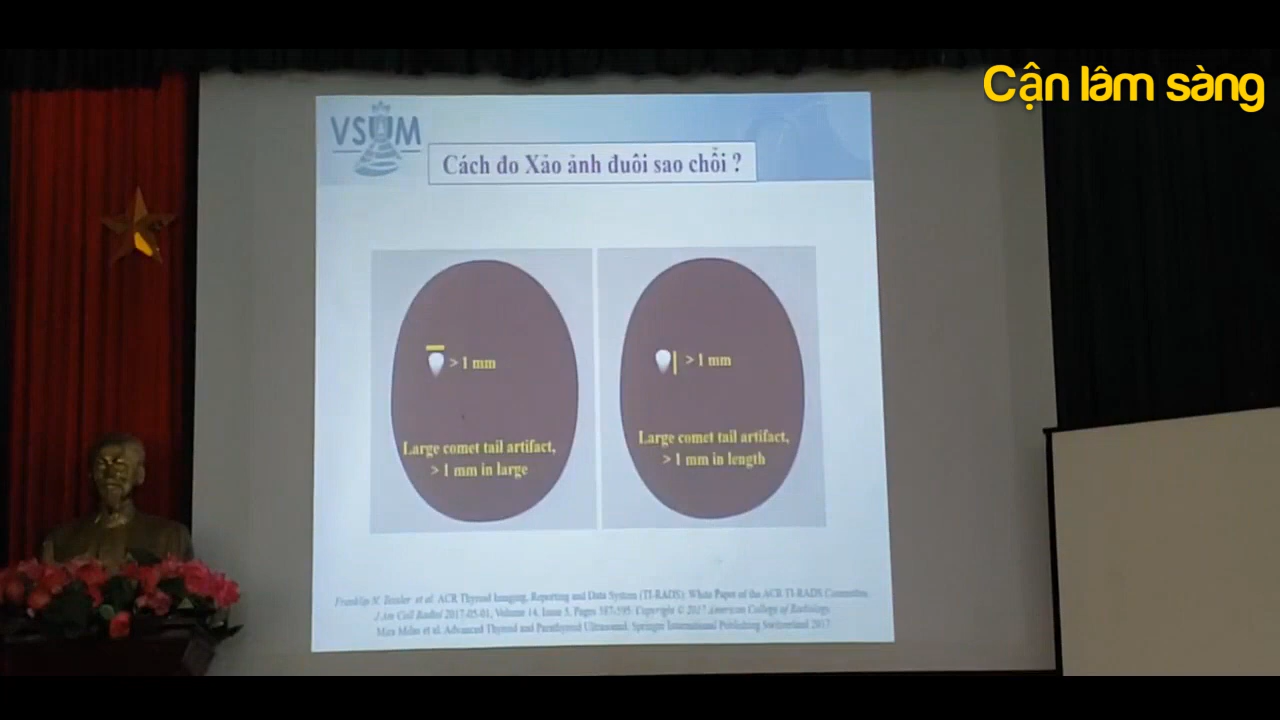 Cận lâm sàng
VSUM
Cách đo Xảo ảnh đuôi sao chổi ?
> 1 mm
Large comet tail artifact,
> 1 mm in large
> 1 mm
Large comet tail artifact,
> 1 mm in length
Franklin N. Tessler et al. ACR Thyroid Imaging, Reporting and Data System (TI-RADS): White Paper of the ACR TI-RADS Committee.
J Am Coll Radiol 2017-05-01, Volume 14, Issue 5, Pages 587-595. Copyright © 2017 American College of Radiology
Mira Milas et al. Advanced Thyroid and Parathyroid Ultrasound. Springer International Publishing Switzerland 2017